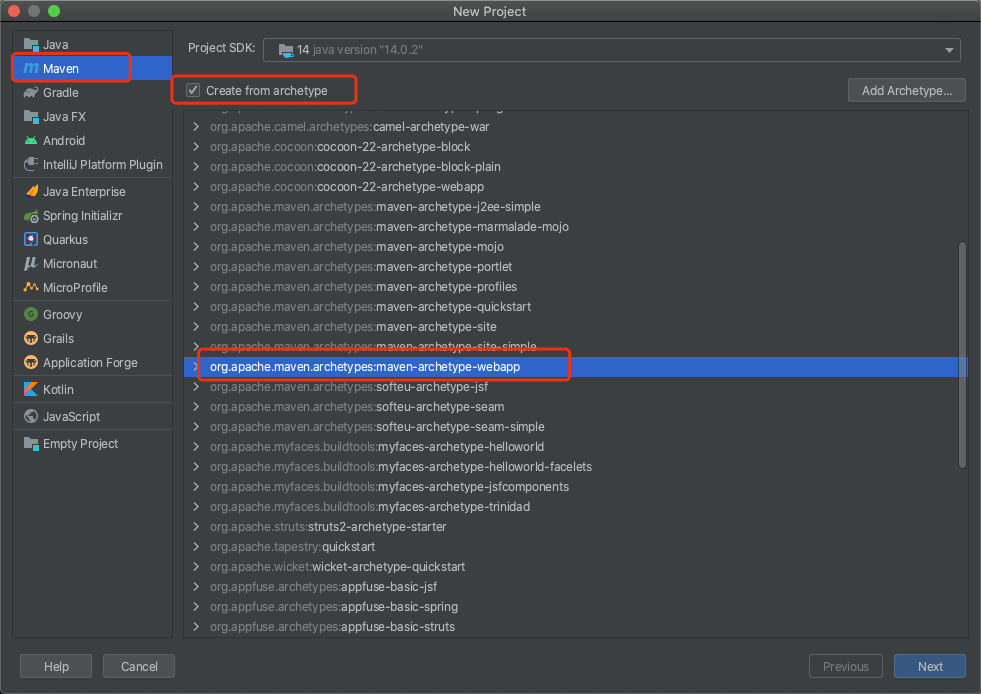 New Project
Java
Maven
Gradle
Java FX
Android
IntelliJ Platform Plugin
Java Enterprise
Spring Initializr
Quarkus
Micronaut
MicroProfile
Groovy
Grails
Application Forge
Kotlin
JavaScript
Empty Project
Project SDK: 14 java version "14.0.2"
Create from archetype
Add Archetype...
org.apache.camel.archetypes:camel-archetype-war
org.apache.cocoon:cocoon-22-archetype-block
org.apache.cocoon:cocoon-22-archetype-block-plain
org.apache.cocoon:cocoon-22-archetype-webapp
org.apache.maven.archetypes:maven-archetype-j2ee-simple
org.apache.maven.archetypes:maven-archetype-marmalade-mojo
org.apache.maven.archetypes:maven-archetype-mojo
org.apache.maven.archetypes:maven-archetype-portlet
org.apache.maven.archetypes:maven-archetype-profiles
org.apache.maven.archetypes:maven-archetype-quickstart
org.apache.maven.archetypes:maven-archetype-site
org.apache.maven.archetypes:maven-archetype-site-simple
org.apache.maven.archetypes:maven-archetype-webapp
org.apache.maven.archetypes:softeu-archetype-jsf
org.apache.maven.archetypes:softeu-archetype-seam
org.apache.maven.archetypes:softeu-archetype-seam-simple
org.apache.myfaces.buildtools:myfaces-archetype-helloworld
org.apache.myfaces.buildtools:myfaces-archetype-helloworld-facelets
org.apache.myfaces.buildtools:myfaces-archetype-jsfcomponents
org.apache.myfaces.buildtools:myfaces-archetype-trinidad
org.apache.struts:struts2-archetype-starter
org.apache.tapestry:quickstart
org.apache.wicket:wicket-archetype-quickstart
org.appfuse.archetypes:appfuse-basic-jsf
org.appfuse.archetypes:appfuse-basic-spring
org.appfuse.archetypes:appfuse-basic-struts
Help
Cancel
Previous
Next